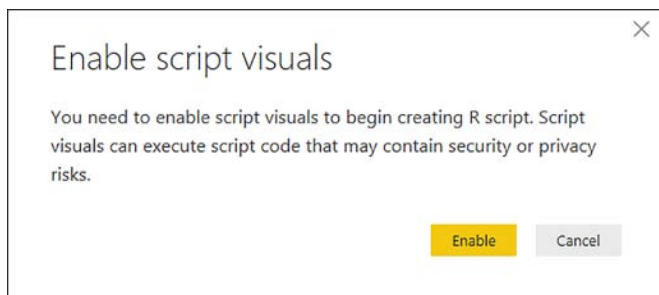 Enable script visuals
You need to enable script visuals to begin creating R script. Script
visuals can execute script code that may contain security or privacy
risks.
Enable
Cancel